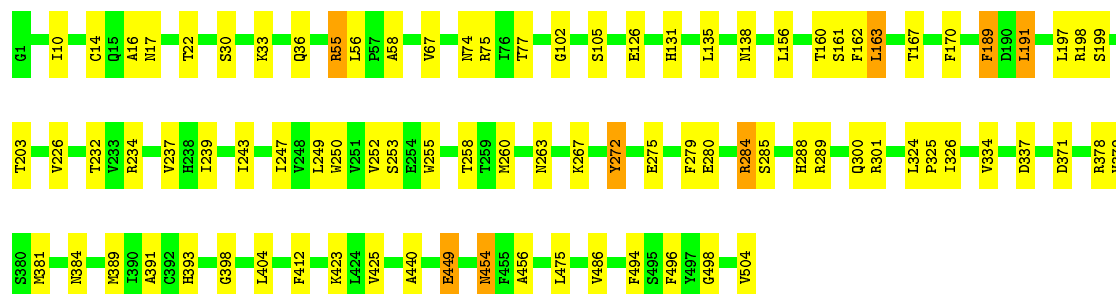 G1 I10 C14 Q15 A16 N17 T22 S30 K33 Q36 R55 L56 P57 A58 V67 N74 R75 I76 T77 G102 S105 E126 H131 L135 N138 L156 T160 S161 F162 L163 T167 F170 F189 D190 L191 L197 R198 S199
T203 V226 T232 V233 R234 V237 H238 I239 I243 I247 V248 L249 W250 V251 V252 S253 E254 W255 T258 T259 M260 N263 K267 Y272 E275 F279 E280 R284 S285 H288 R289 Q300 R301 L324 P325 I326 V334 D337 D371 R378
S380 M381 N384 M389 I390 A391 C392 H393 G398 L404 F412 K423 L424 V425 A440 E449 N454 F455 A456 L475 V486 F494 S495 F496 Y497 G498 V504